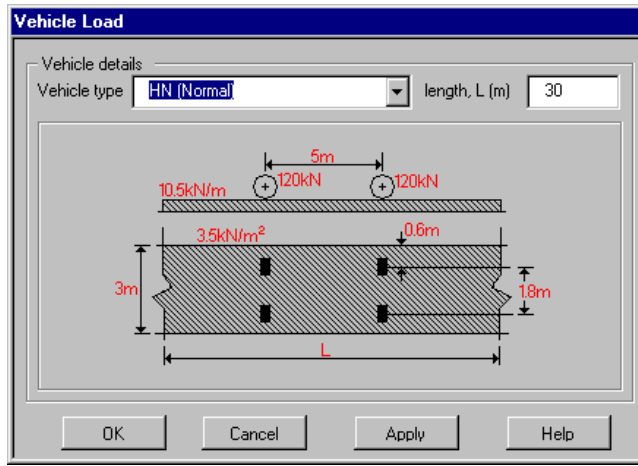 Vehicle Load
Vehicle details
Vehicle type HN (Normal) length, L (m) 30
5m
120kN 120kN
10.5kN/m
3.5kN/m² 0.6m
3m 1.8m
L
OK Cancel Apply Help